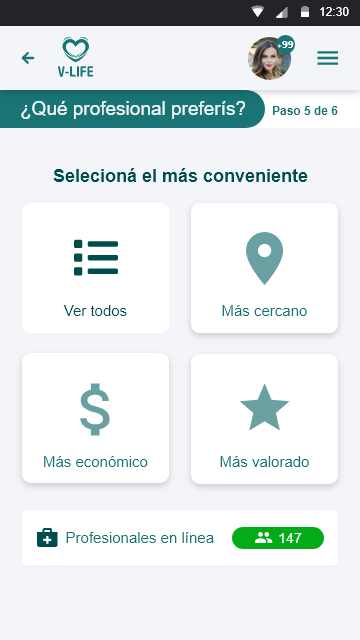 12:30
V-LIFE
+99
¿Qué profesional preferís?
Paso 5 de 6
Selecioná el más conveniente
Ver todos
Más cercano
Más económico
Más valorado
Profesionales en línea
147